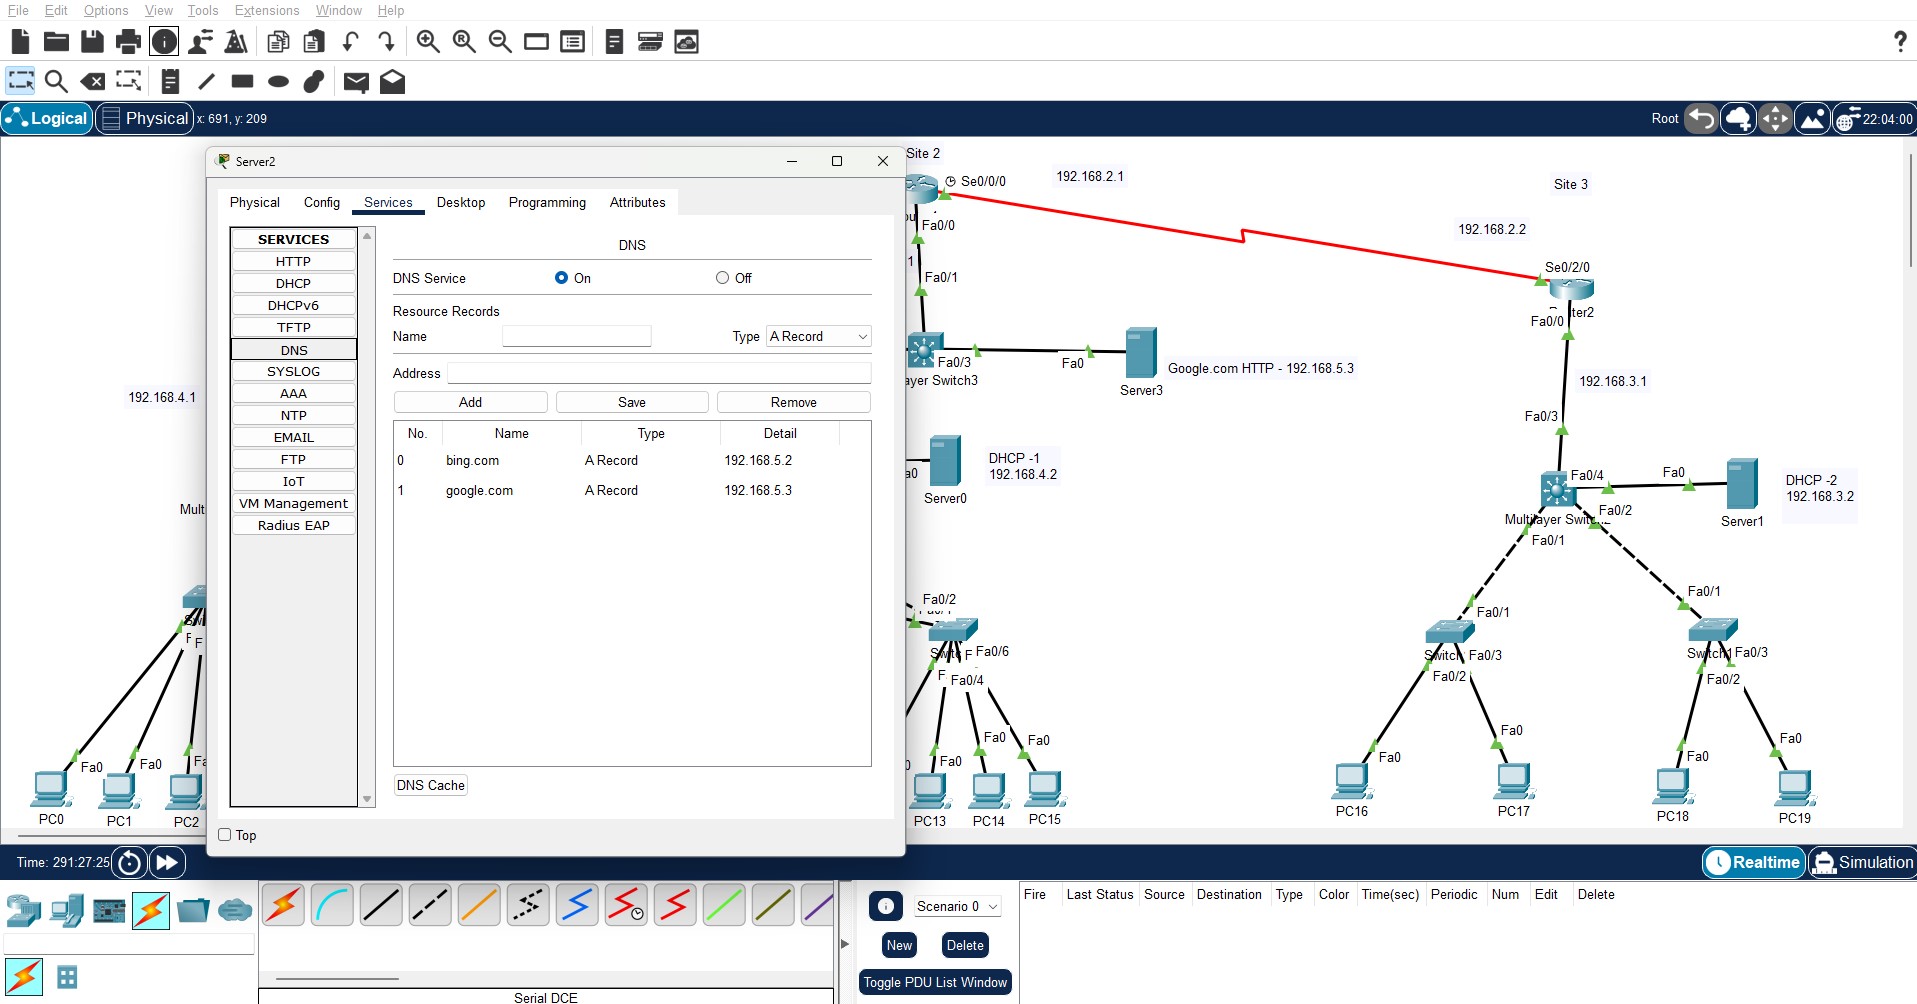 File Edit Options View Tools Extensions Window Help
?
Logical Physical x: 691, y: 209 Root 22:04:00
Server2
Physical Config Services Desktop Programming Attributes
SERVICES
HTTP
DHCP
DHCPv6
TFTP
DNS
SYSLOG
AAA
NTP
EMAIL
FTP
IoT
VM Management
Radius EAP
DNS
DNS Service On Off
Resource Records
Name Type A Record
Address
Add Save Remove
No. Name Type Detail
0 bing.com A Record 192.168.5.2
1 google.com A Record 192.168.5.3
DNS Cache
Top
192.168.4.1
Mult
Fa0
Fa0
PC0
PC1
PC2
Site 2
Se0/0/0
192.168.2.1
Fa0/0
1
Fa0/1
Fa0/3
ayer Switch3
Fa0
Server3
Google.com HTTP - 192.168.5.3
Server0
DHCP -1
192.168.4.2
Fa0/2
Fa0/6
Fa0/4
Fa0
Fa0
Fa0
PC13
PC14
PC15
Site 3
192.168.2.2
Se0/2/0
Fa0/0
192.168.3.1
Fa0/3
Fa0/4
Fa0
Server1
DHCP -2
192.168.3.2
Fa0/2
Fa0/1
Fa0/1
Fa0/1
Switch
Fa0/3
Fa0/2
Fa0/3
Fa0/2
Fa0
Fa0
Fa0
Fa0
PC16
PC17
PC18
PC19
Time: 291:27:25
Realtime Simulation
Serial DCE
Scenario 0
New Delete
Toggle PDU List Window
Fire Last Status Source Destination Type Color Time(sec) Periodic Num Edit Delete